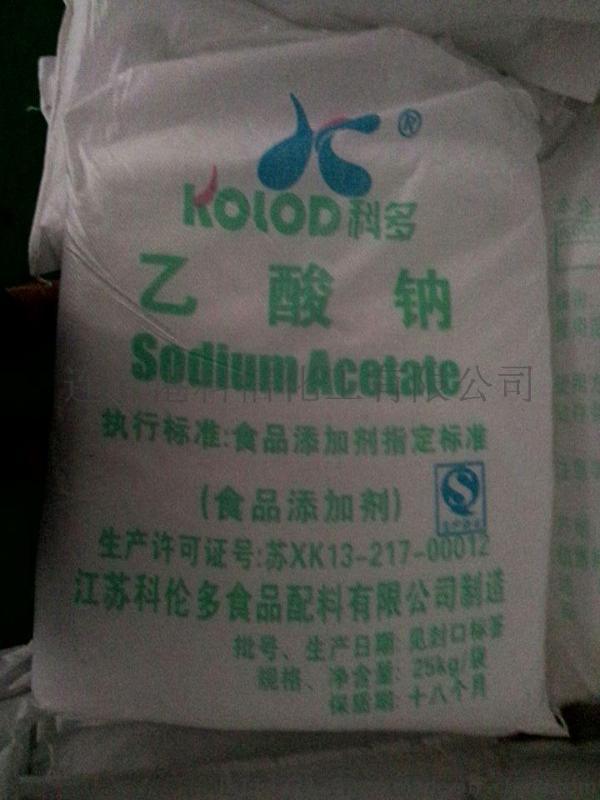 ®
KOLOD科多
乙酸钠
Sodium Acetate
执行标准:食品添加剂指定标准
(食品添加剂)
生产许可证号:苏XK13-217-00012
江苏科伦多食品配料有限公司制造
批号、生产日期:见封口标签
规格、净含量:25kg/袋
保质期:十八个月